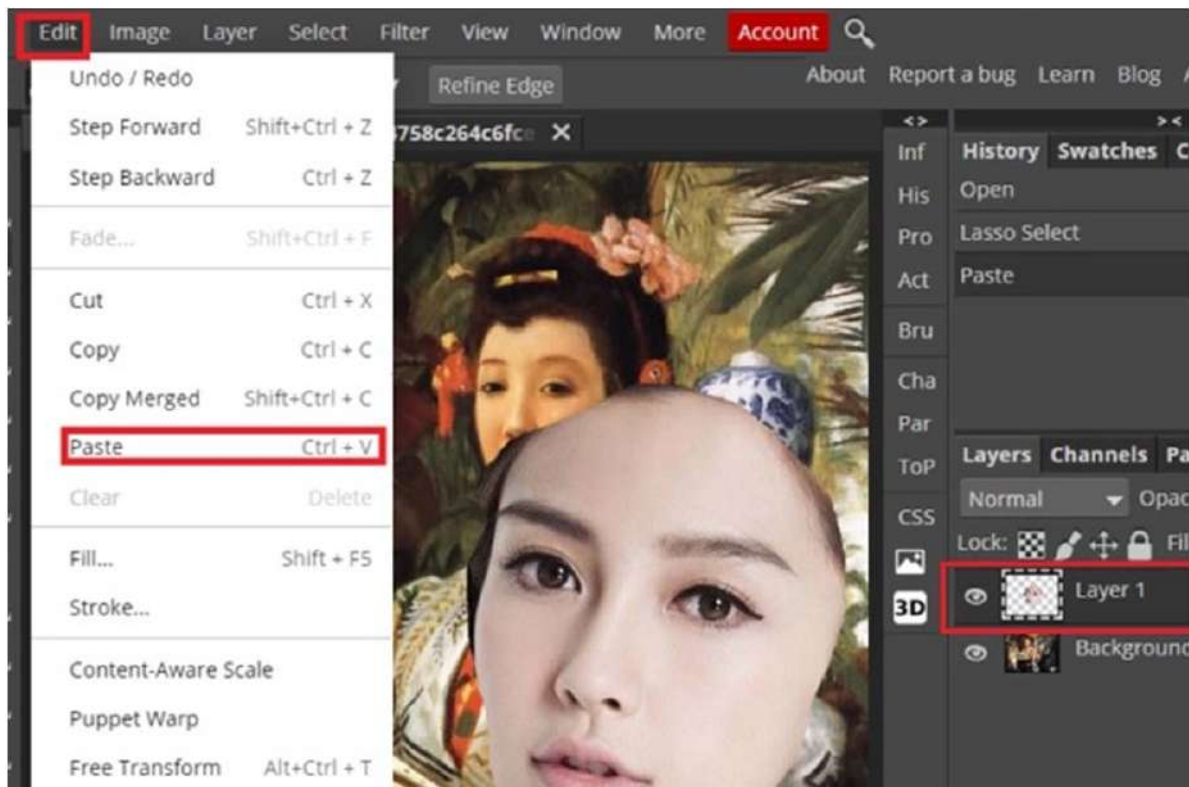 Edit Image Layer Select Filter View Window More Account
About Report a bug Learn Blog
Refine Edge
758c264c6fce
Undo / Redo
Step Forward Shift+Ctrl + Z
Step Backward Ctrl + Z
Fade... Shift+Ctrl + F
Cut Ctrl + X
Copy Ctrl + C
Copy Merged Shift+Ctrl + C
Paste Ctrl + V
Clear Delete
Fill... Shift + F5
Stroke...
Content-Aware Scale
Puppet Warp
Free Transform Alt+Ctrl + T
Inf
His
Pro
Act
Bru
Cha
Par
ToP
CSS
3D
History Swatches C
Open
Lasso Select
Paste
Layers Channels Pa
Normal Opac
Lock: Fil
Layer 1
Background